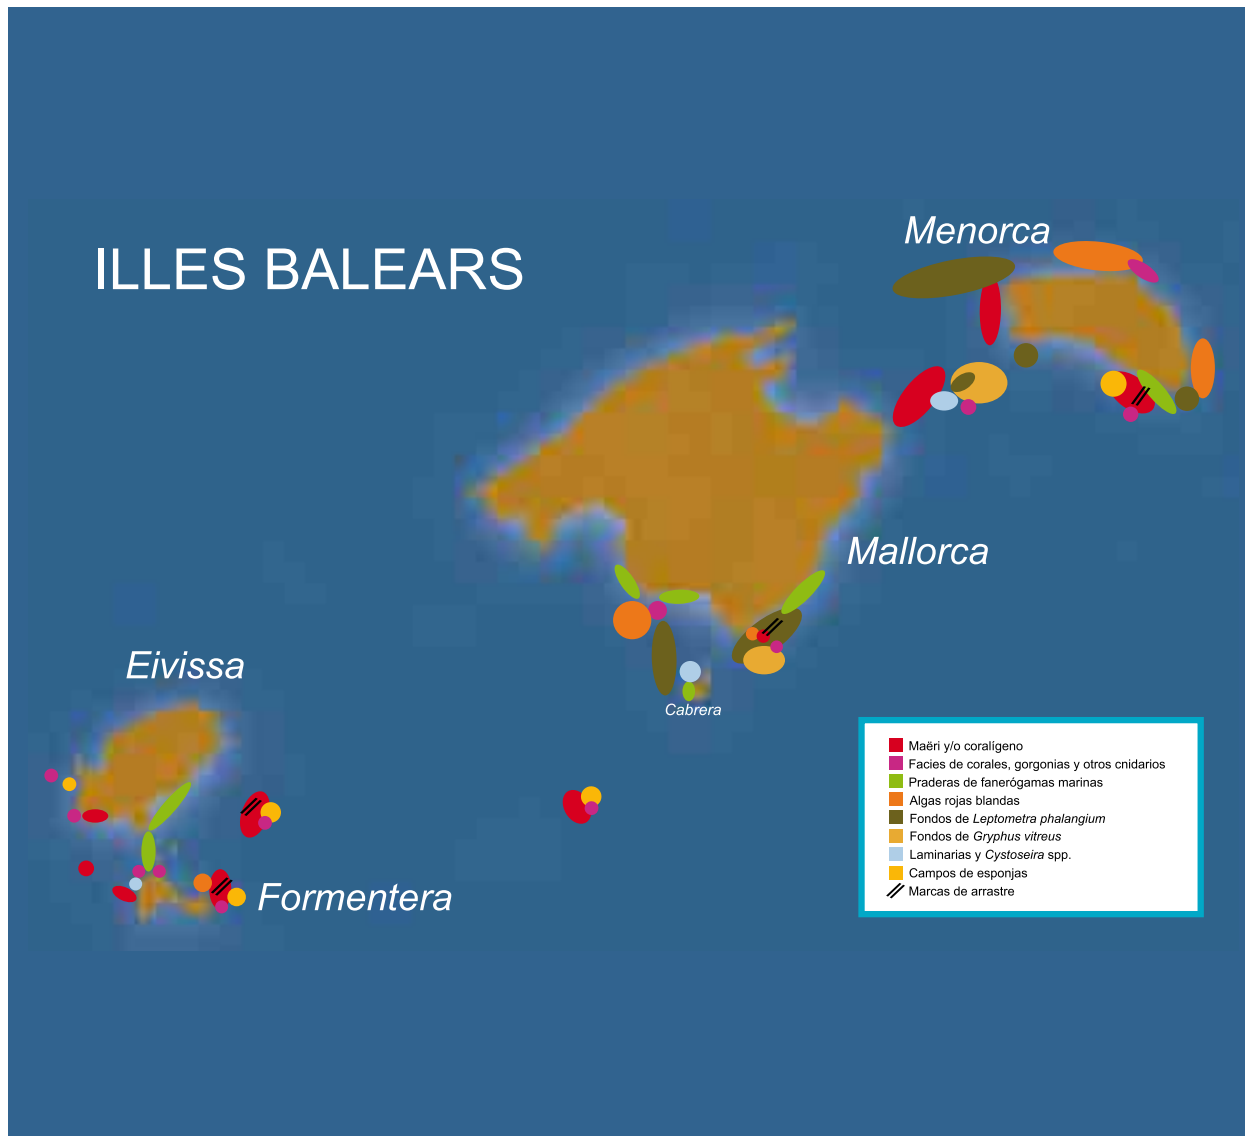 Menorca
ILLES BALEARS
Mallorca
Eivissa
Cabrera
Formentera
Maëri y/o coralígeno
Facies de corales, gorgonias y otros cnidarios
Praderas de fanerógamas marinas
Algas rojas blandas
Fondos de Leptometra phalangium
Fondos de Gryphus vitreus
Laminarias y Cystoseira spp.
Campos de esponjas
Marcas de arrastre